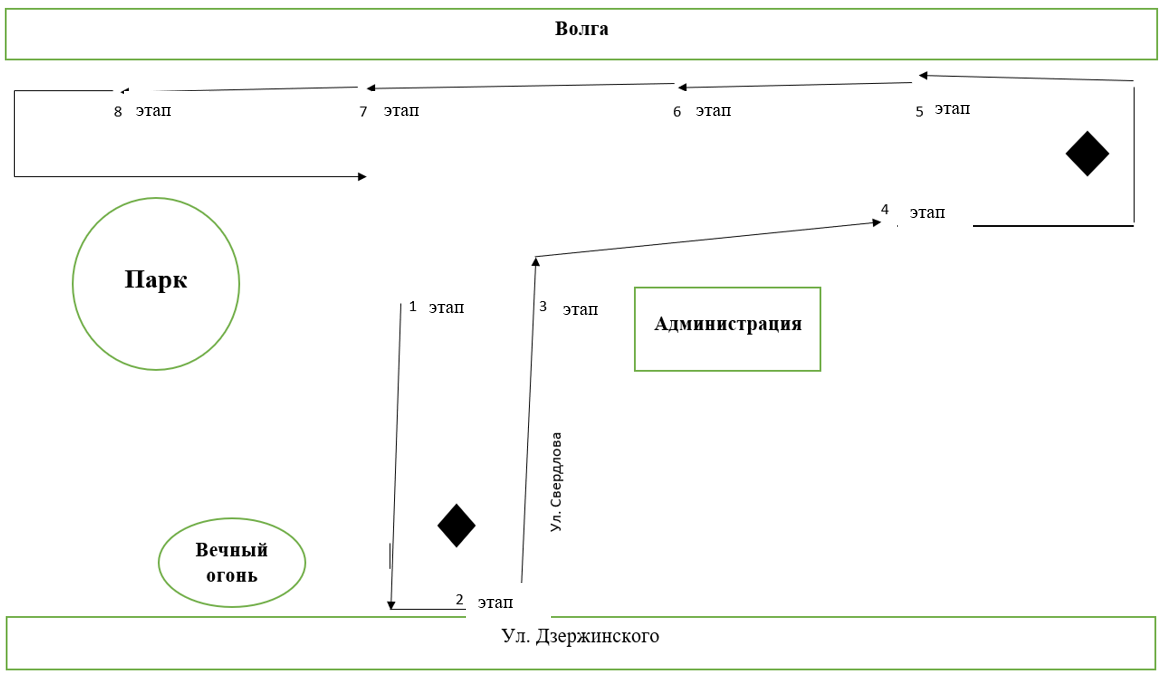 Волга
8 этап
7 этап
6 этап
5 этап
4 этап
Парк
1 этап
3 этап
Администрация
Ул. Свердлова
Вечный
огонь
2 этап
Ул. Дзержинского